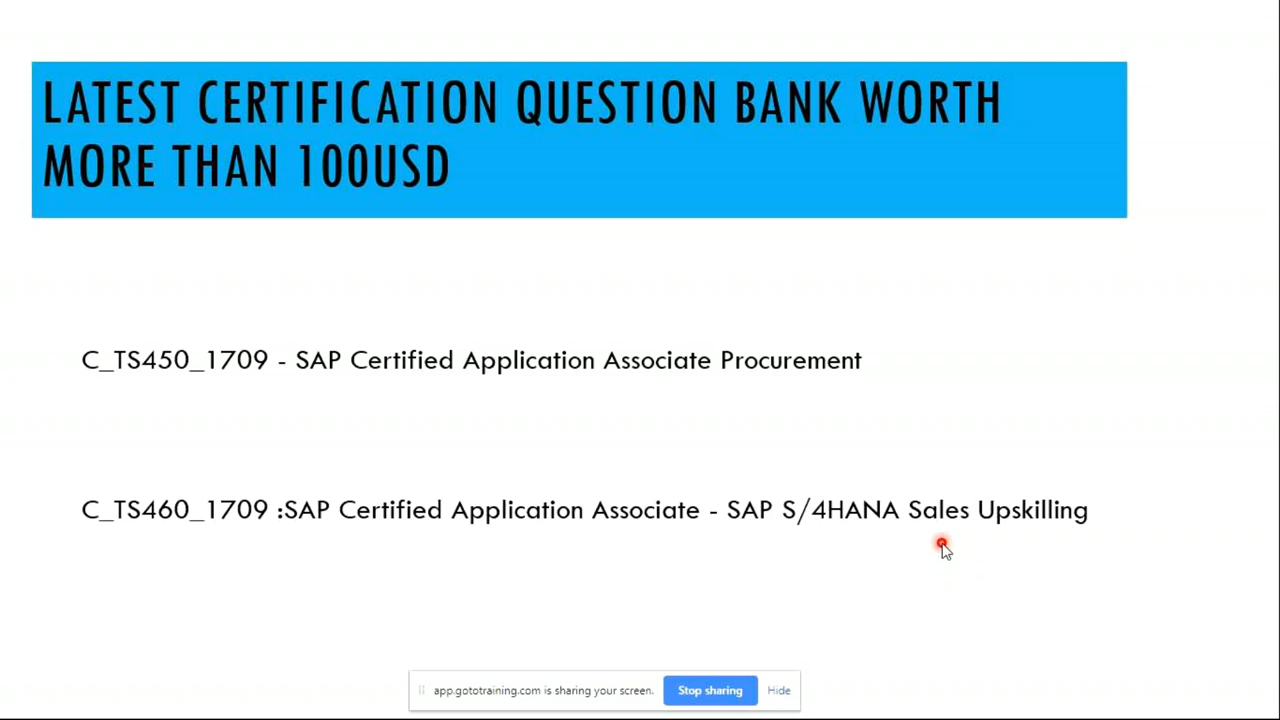 LATEST CERTIFICATION QUESTION BANK WORTH
MORE THAN 100USD
C_TS450_1709 - SAP Certified Application Associate Procurement
C_TS460_1709 :SAP Certified Application Associate - SAP S/4HANA Sales Upskilling
app.gototraining.com is sharing your screen. Stop sharing Hide